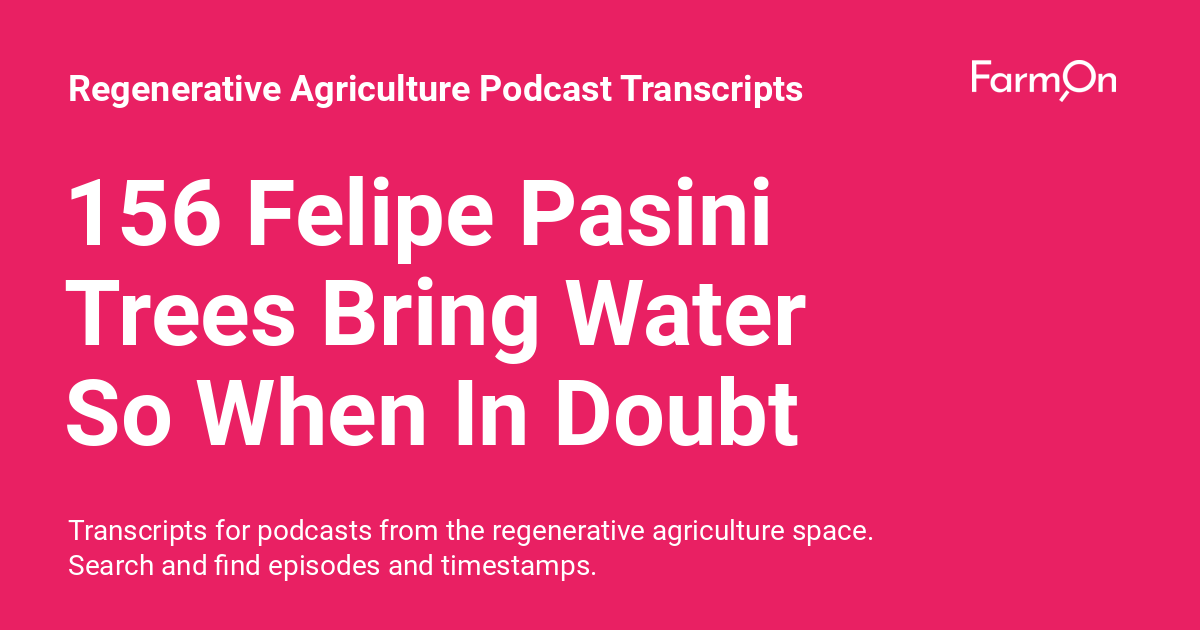 Regenerative Agriculture Podcast Transcripts
FarmOn
156 Felipe Pasini
Trees Bring Water
So When In Doubt
Transcripts for podcasts from the regenerative agriculture space.
Search and find episodes and timestamps.